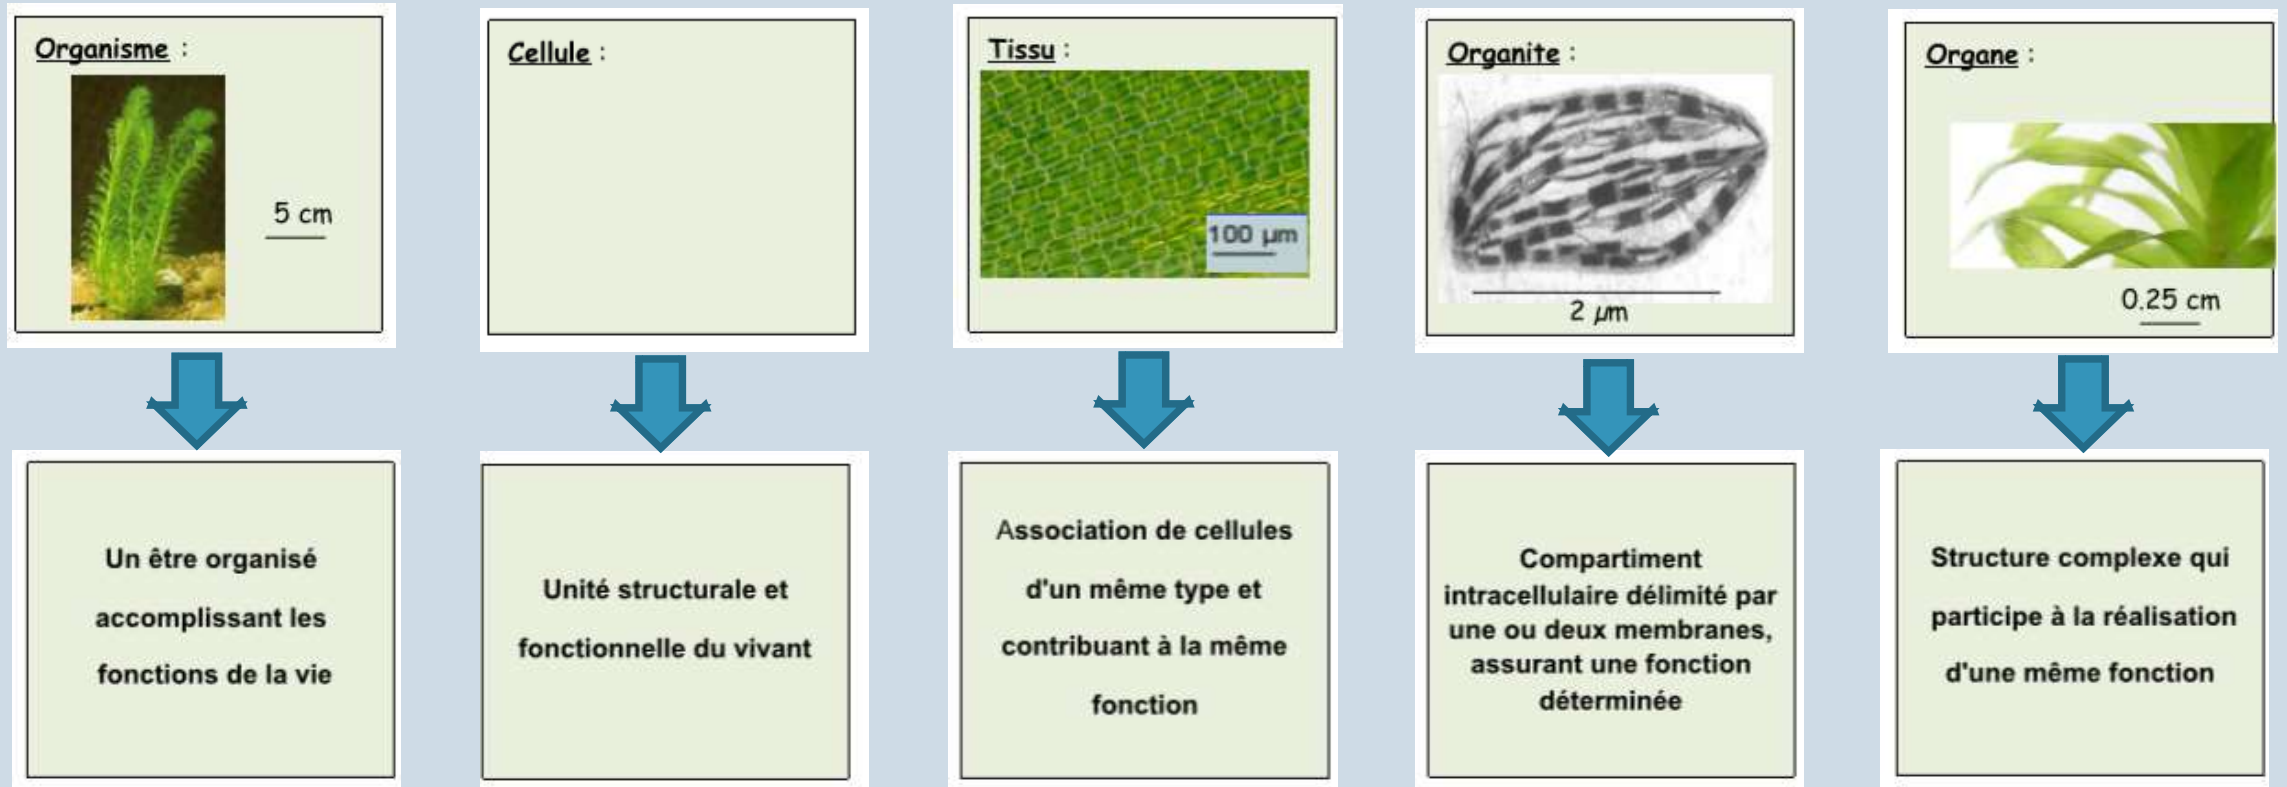 Organisme :
5 cm
Cellule :
Tissu :
100 µm
Organite :
2 µm
Organe :
0.25 cm
Un être organisé
accomplissant les
fonctions de la vie
Unité structurale et
fonctionnelle du vivant
Association de cellules
d'un même type et
contribuant à la même
fonction
Compartiment
intracellulaire délimité par
une ou deux membranes,
assurant une fonction
déterminée
Structure complexe qui
participe à la réalisation
d'une même fonction